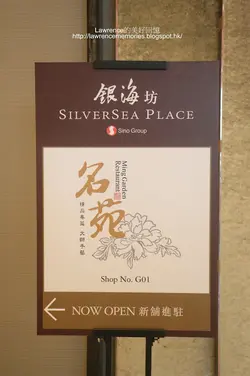 Lawrence的美好回憶
http://lawrencememories.blogspot.hk/
銀海坊
SILVERSEA PLACE
Sino Group
名苑
Ming Garden
Restaurant
Shop No. G01
NOW OPEN 新舖進駐